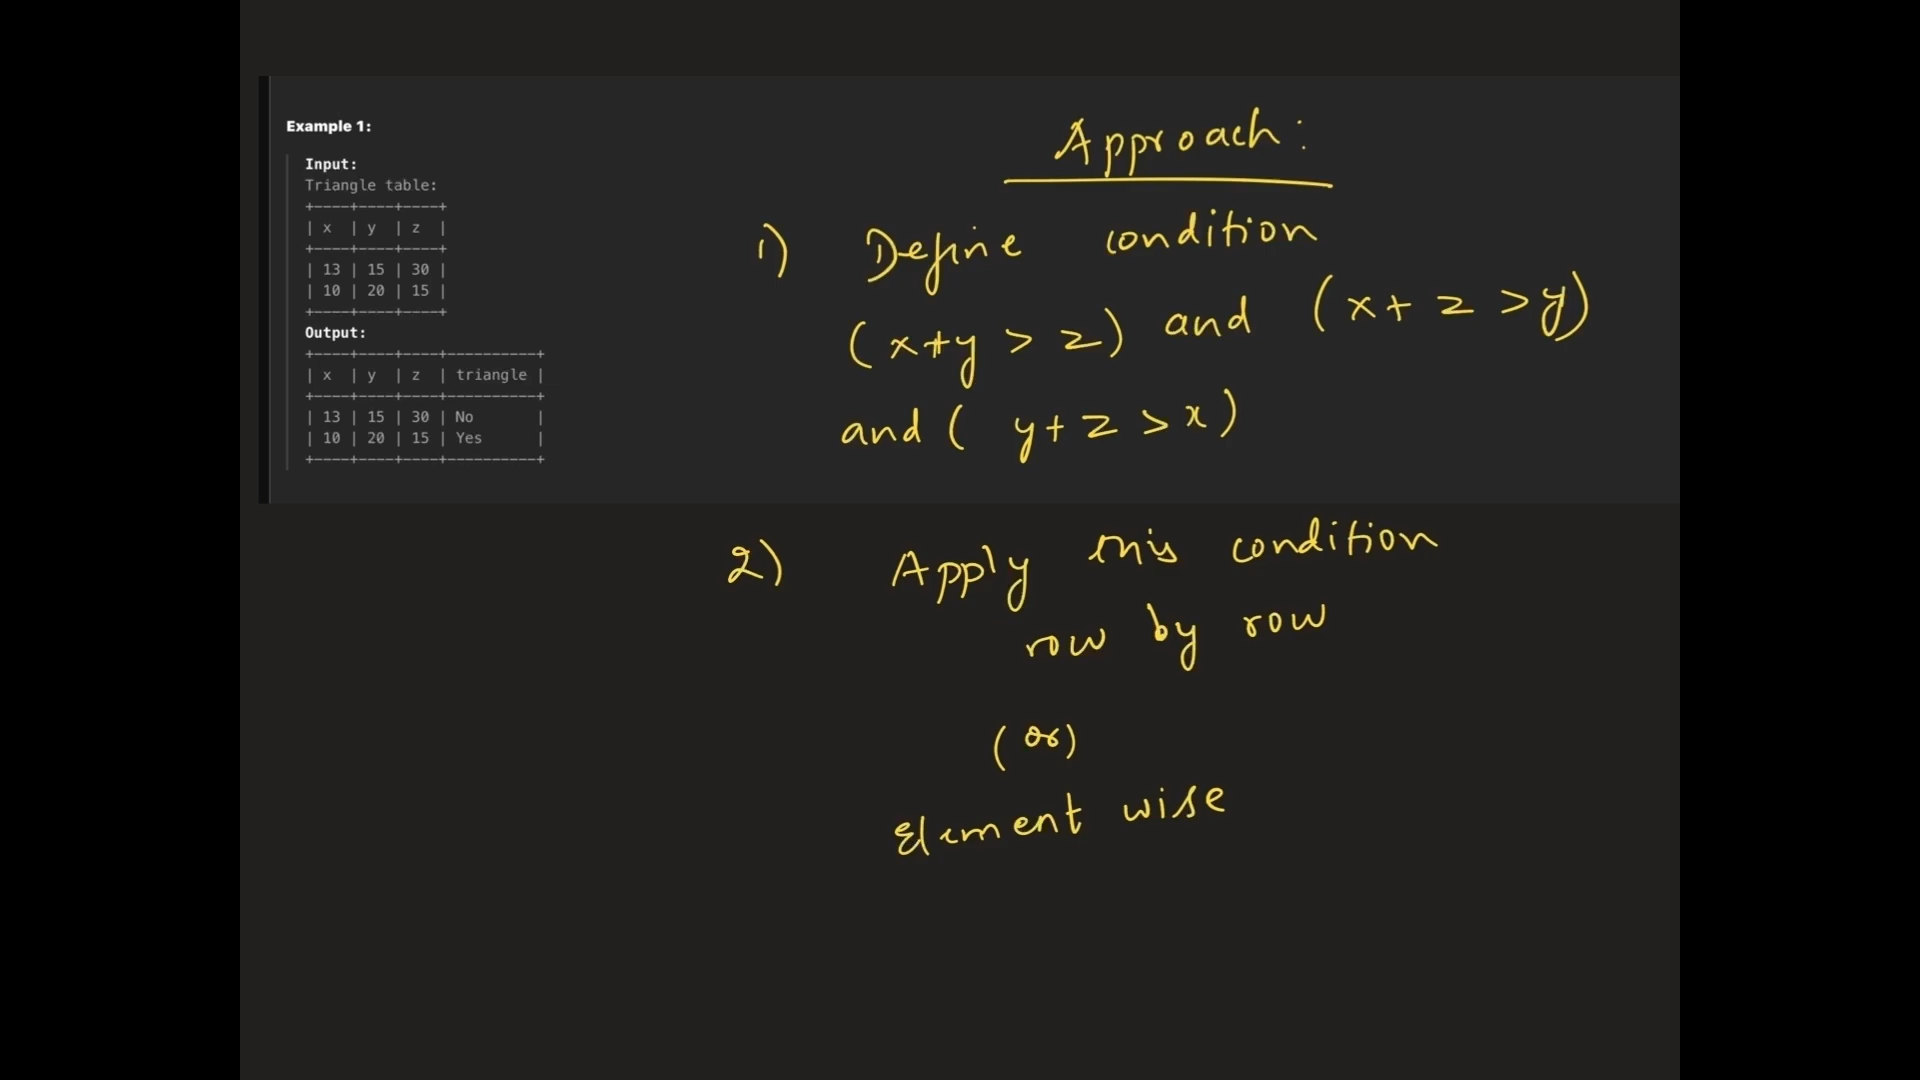 Example 1:
Input:
Triangle table:
+----+----+----+
| x  | y  | z  |
+----+----+----+
| 13 | 15 | 30 |
| 10 | 20 | 15 |
+----+----+----+
Output:
+----+----+----+----------+
| x  | y  | z  | triangle |
+----+----+----+----------+
| 13 | 15 | 30 | No       |
| 10 | 20 | 15 | Yes      |
+----+----+----+----------+
Approach:
1) Define condition
(x+y > z) and (x+z >y)
and ( y+z >x)
2) Apply this condition
row by row
(or)
Element wise